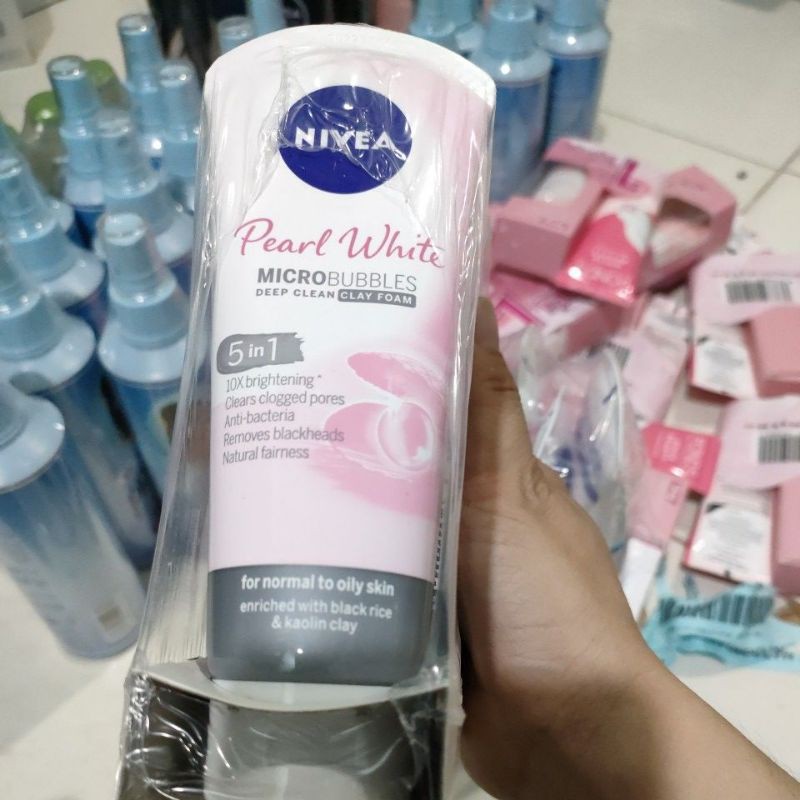 NIVEA
Pearl White
MICROBUBBLES
DEEP CLEAN CLAY FOAM
5 in 1
10X brightening*
Clears clogged pores
Anti-bacteria
Removes blackheads
Natural fairness
for normal to oily skin
enriched with black rice
& kaolin clay